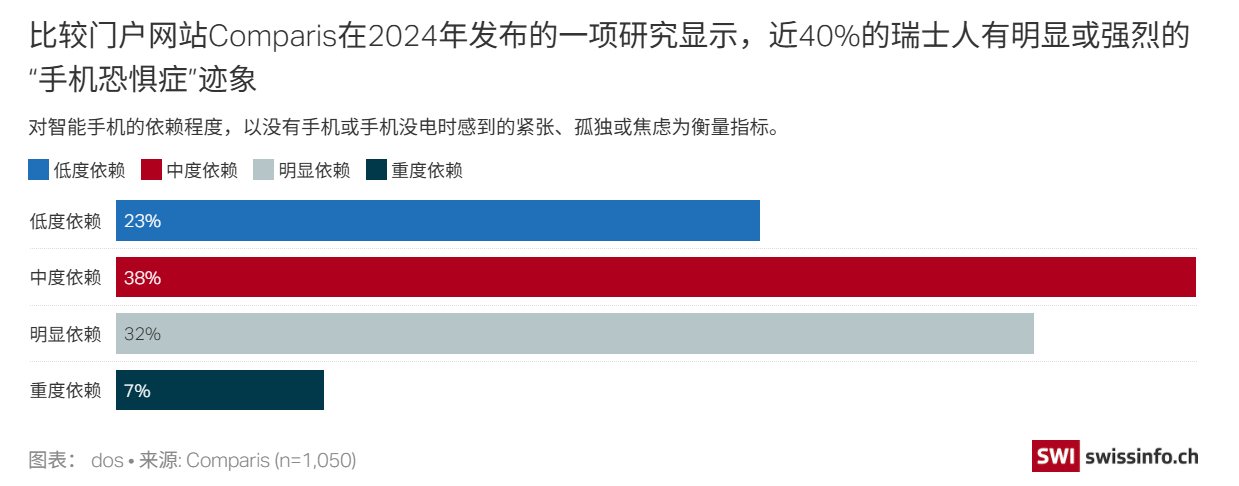 比较门户网站Comparis在2024年发布的一项研究显示，近40%的瑞士人有明显或强烈的
“手机恐惧症”迹象
对智能手机的依赖程度，以没有手机或手机没电时感到的紧张、孤独或焦虑为衡量指标。
低度依赖 中度依赖 明显依赖 重度依赖
低度依赖 23%
中度依赖 38%
明显依赖 32%
重度依赖 7%
图表： dos • 来源: Comparis (n=1,050)
SWI swissinfo.ch